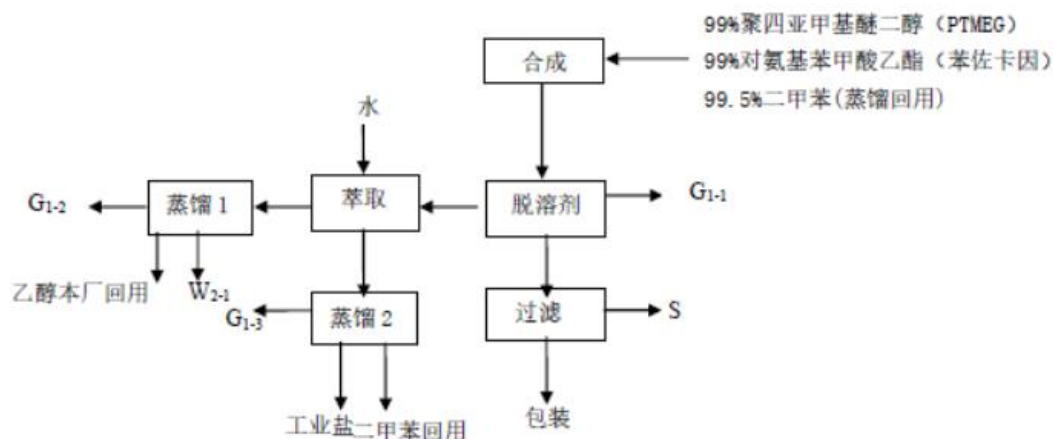 99%聚四亚甲基醚二醇（PTMEG）
合成
99%对氨基苯甲酸乙酯（苯佐卡因）
99.5%二甲苯(蒸馏回用)
水
G1-2
蒸馏1
萃取
脱溶剂
G1-1
乙醇本厂回用
W2-1
G1-3
蒸馏2
过滤
S
工业盐
二甲苯回用
包装